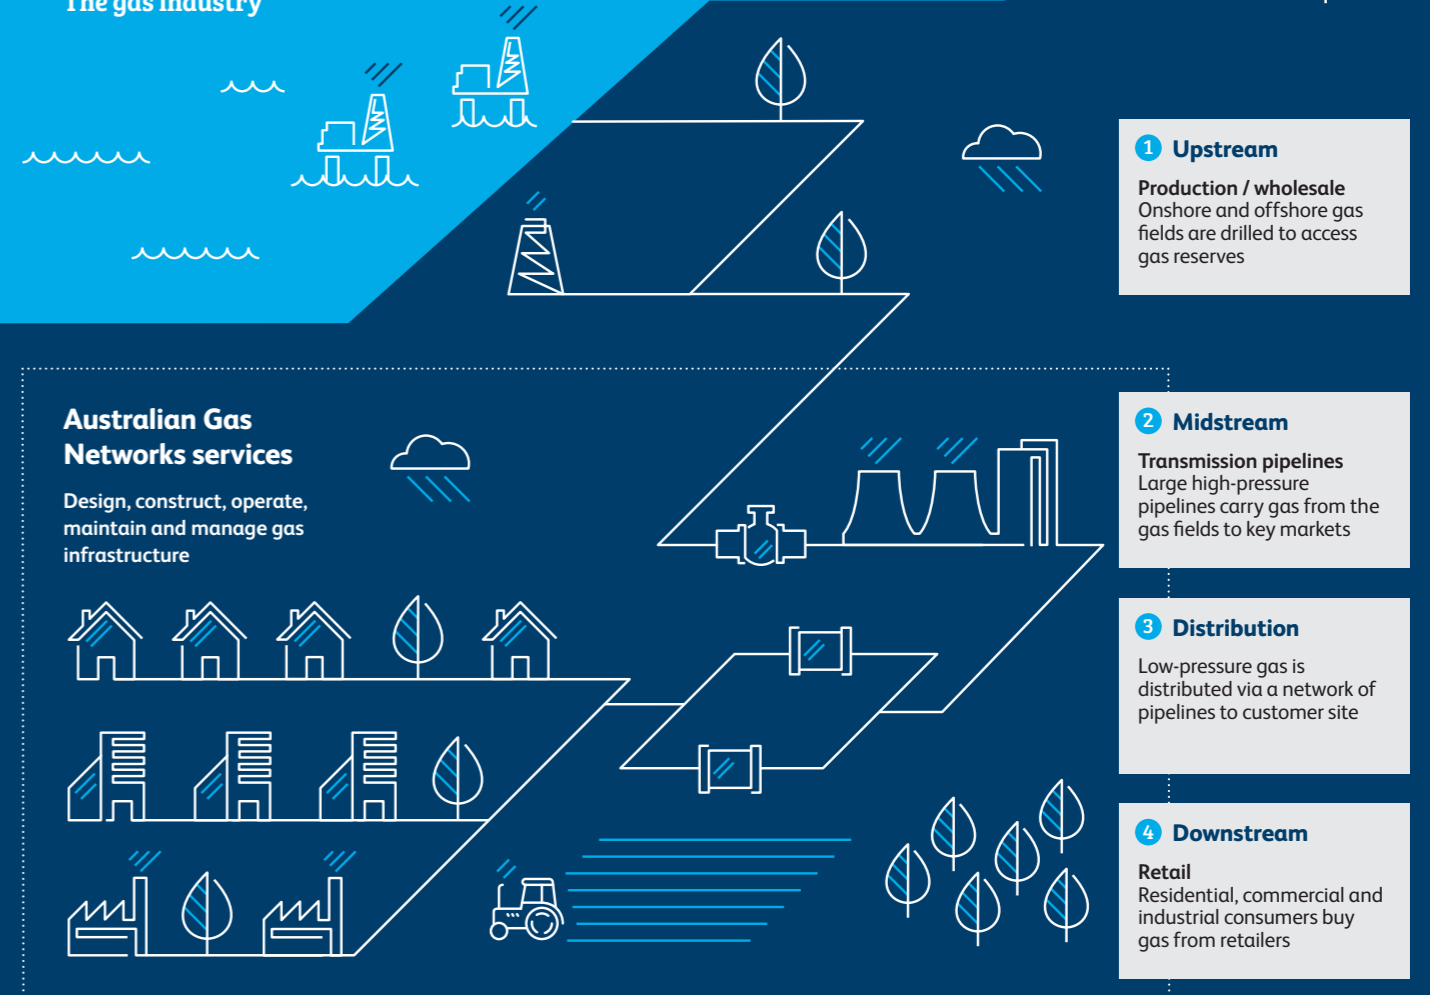 The gas industry
1 Upstream
Production / wholesale
Onshore and offshore gas
fields are drilled to access
gas reserves
Australian Gas
Networks services
Design, construct, operate,
maintain and manage gas
infrastructure
2 Midstream
Transmission pipelines
Large high-pressure
pipelines carry gas from the
gas fields to key markets
3 Distribution
Low-pressure gas is
distributed via a network of
pipelines to customer site
4 Downstream
Retail
Residential, commercial and
industrial consumers buy
gas from retailers